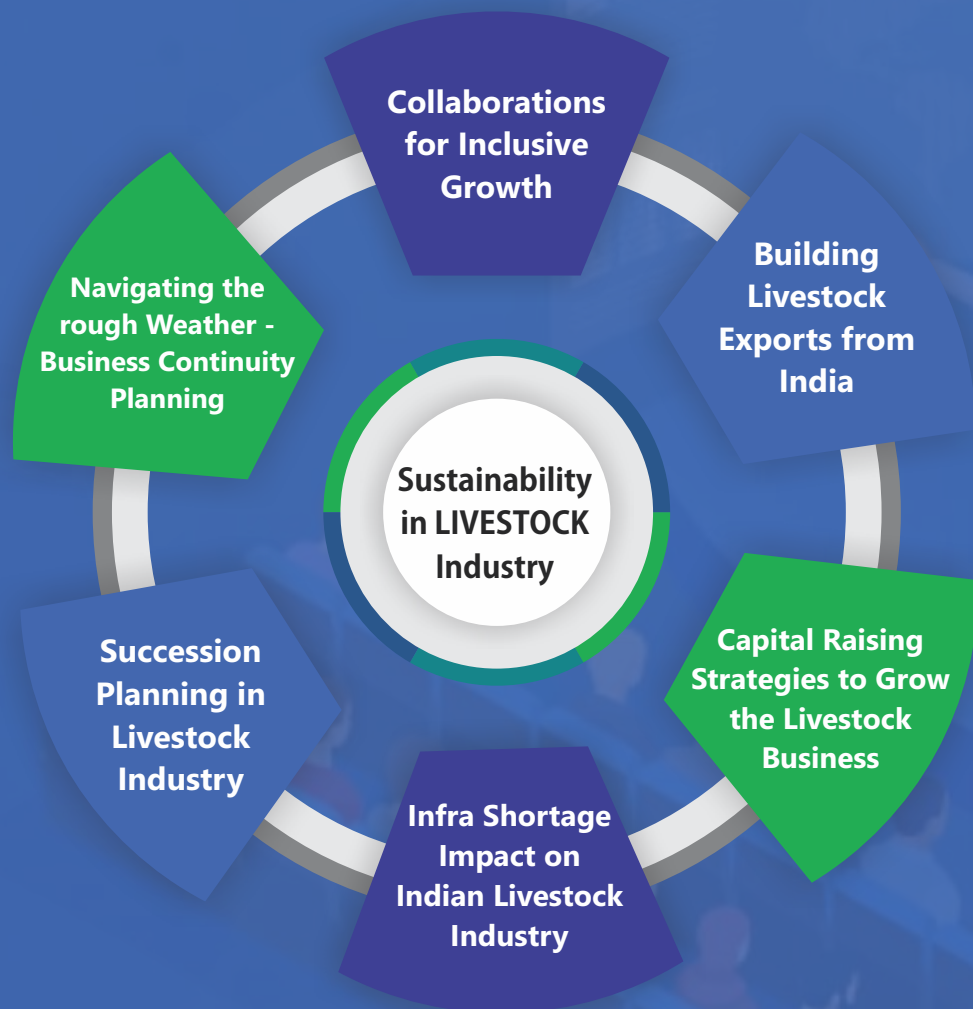 Collaborations
for Inclusive
Growth
Building
Livestock
Exports from
India
Capital Raising
Strategies to Grow
the Livestock
Business
Infra Shortage
Impact on
Indian Livestock
Industry
Succession
Planning in
Livestock
Industry
Navigating the
rough Weather -
Business Continuity
Planning
Sustainability
in LIVESTOCK
Industry